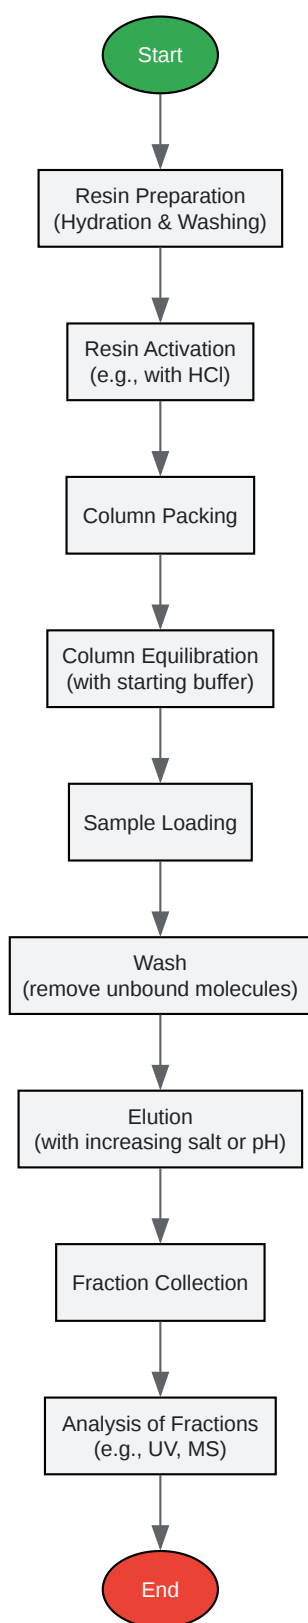 Start
Resin Preparation
(Hydration & Washing)
Resin Activation
(e.g., with HCl)
Column Packing
Column Equilibration
(with starting buffer)
Sample Loading
Wash
(remove unbound molecules)
Elution
(with increasing salt or pH)
Fraction Collection
Analysis of Fractions
(e.g., UV, MS)
End